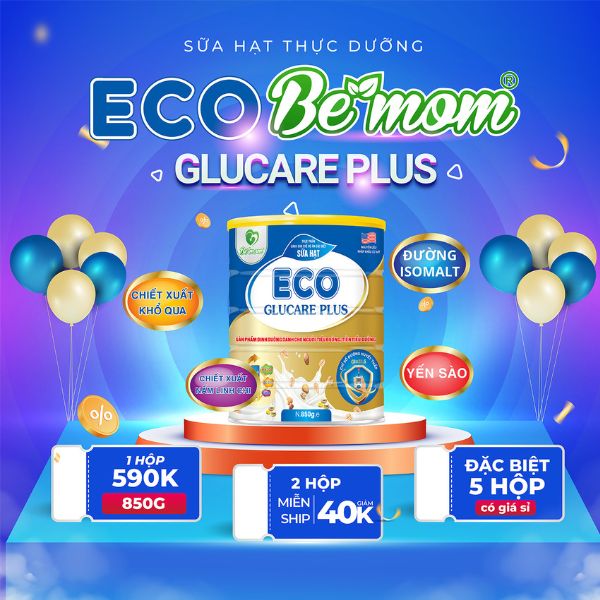 SỮA HẠT THỰC DƯỠNG
ECO Be mom®
GLUCARE PLUS
Be mom
SỮA HẠT
ECO
GLUCARE PLUS
N.850g.e
ĐƯỜNG
ISOMALT
CHIẾT XUẤT
KHỔ QUA
CHIẾT XUẤT
NẤM LINH CHI
YẾN SÀO
%
1 HỘP
590K
850G
2 HỘP
MIỄN
SHIP
GIẢM
40K
ĐẶC BIỆT
5 HỘP
có giá sỉ